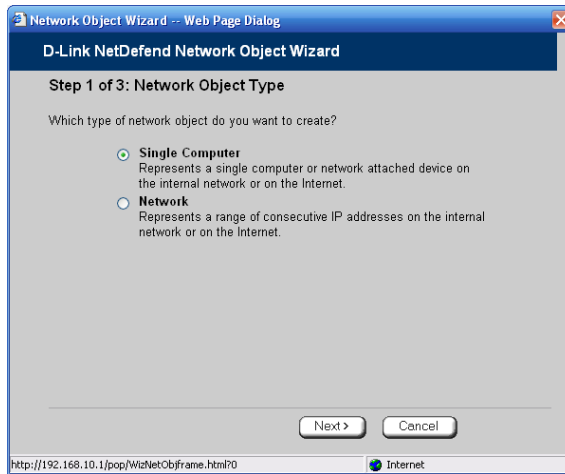 Network Object Wizard -- Web Page Dialog
D-Link NetDefend Network Object Wizard
Step 1 of 3: Network Object Type
Which type of network object do you want to create?
Single Computer
Represents a single computer or network attached device on
the internal network or on the Internet.
Network
Represents a range of consecutive IP addresses on the internal
network or on the Internet.
Next > Cancel
http://192.168.10.1/pop/WizNetObjframe.html?0 Internet